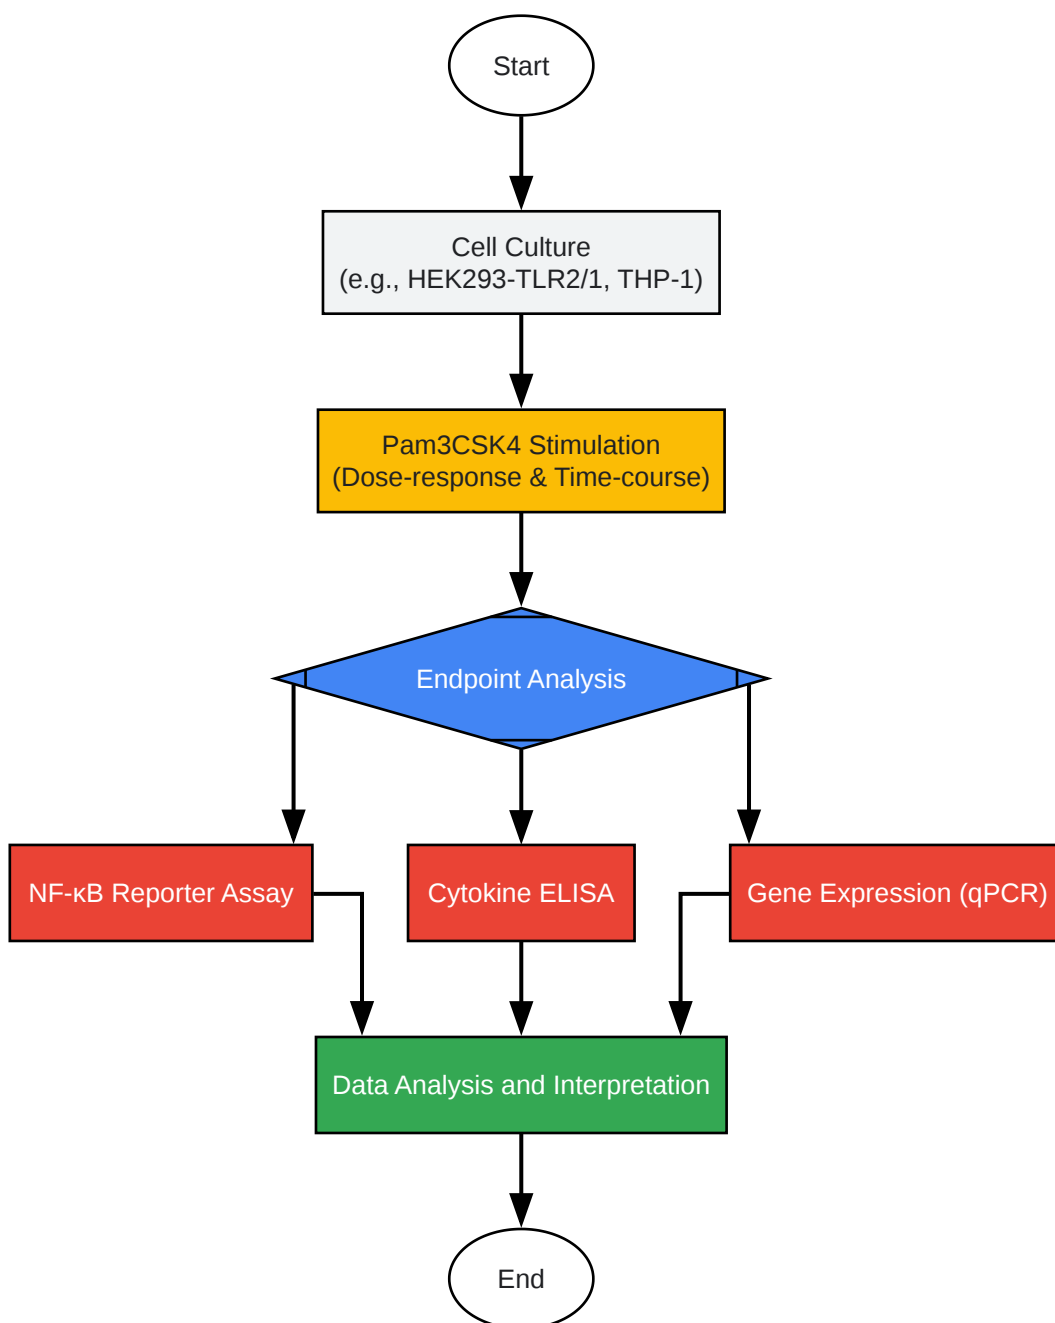 Start
Cell Culture
(e.g., HEK293-TLR2/1, THP-1)
Pam3CSK4 Stimulation
(Dose-response & Time-course)
Endpoint Analysis
NF-κB Reporter Assay
Cytokine ELISA
Gene Expression (qPCR)
Data Analysis and Interpretation
End